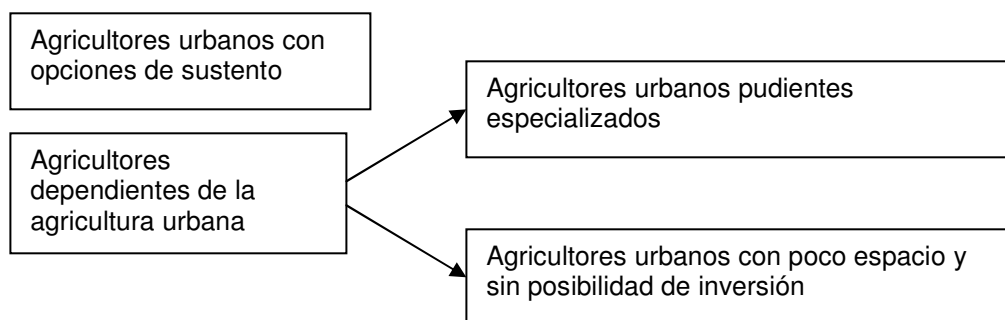 Agricultores urbanos con
opciones de sustento
Agricultores
dependientes de la
agricultura urbana
Agricultores urbanos pudientes
especializados
Agricultores urbanos con poco espacio y
sin posibilidad de inversión